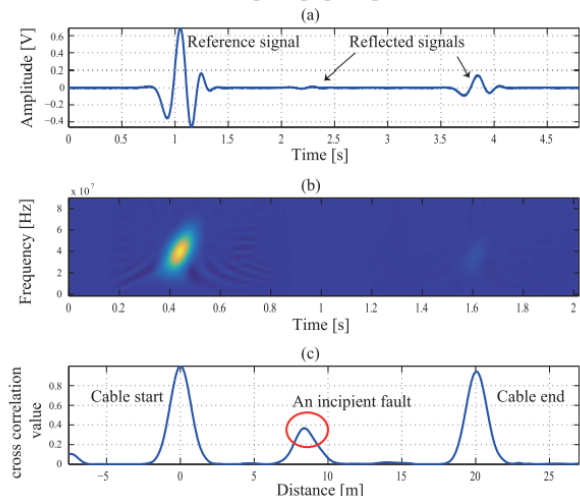 (a)
Amplitude [V]
0.6
0.4
0.2
0
−0.2
−0.4
Reference signal
Reflected signals
0 0.5 1 1.5 2 2.5 3 3.5 4 4.5
Time [s]
(b)
x 10⁷
Frequency [Hz]
8
6
4
2
0
0 0.2 0.4 0.6 0.8 1 1.2 1.4 1.6 1.8 2
Time [s]
(c)
cross correlation
value
0.8
0.6
0.4
0.2
0
Cable start
An incipient fault
Cable end
−5 0 5 10 15 20 25
Distance [m]